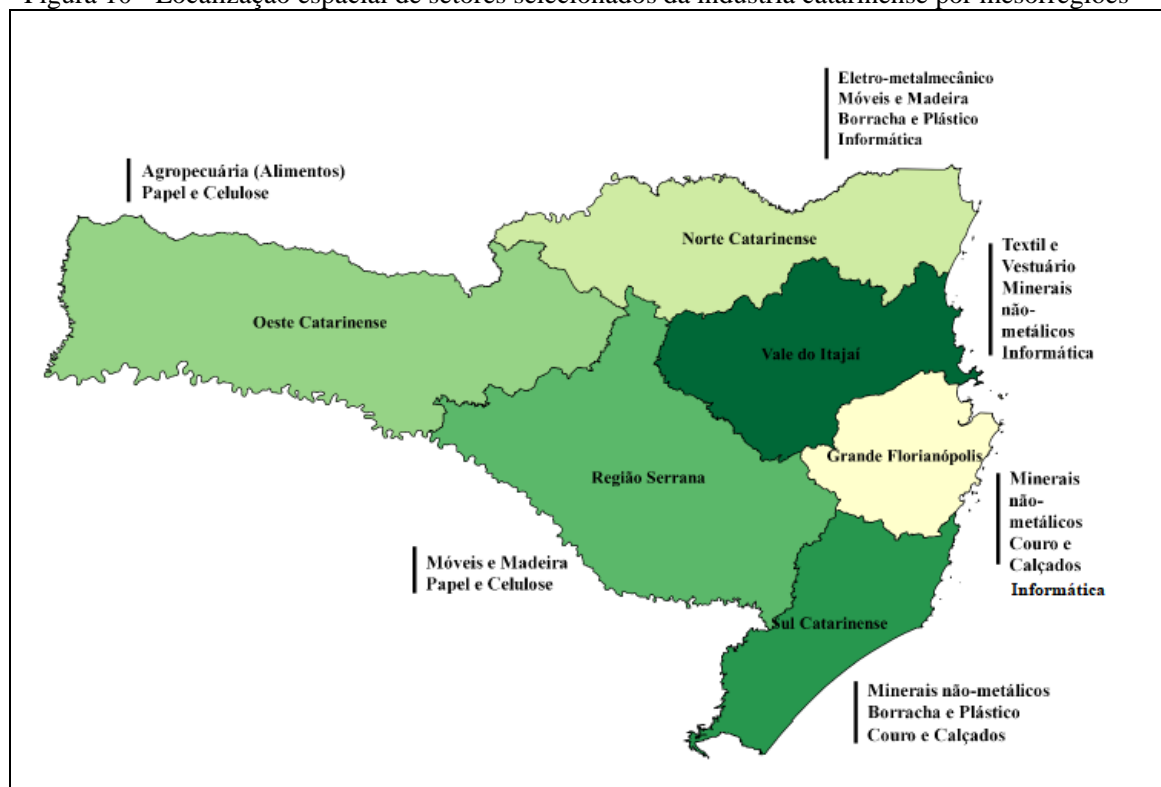 Figura 10 - Localização espacial de setores selecionados da indústria catarinense por mesorregiões
Eletro-metalmecânico
Móveis e Madeira
Borracha e Plástico
Informática
Agropecuária (Alimentos)
Papel e Celulose
Norte Catarinense
Textil e
Vestuário
Minerais
não-
metálicos
Informática
Oeste Catarinense
Vale do Itajaí
Grande Florianópolis
Região Serrana
Minerais
não-
metálicos
Couro e
Calçados
Informática
Móveis e Madeira
Papel e Celulose
Sul Catarinense
Minerais não-metálicos
Borracha e Plástico
Couro e Calçados